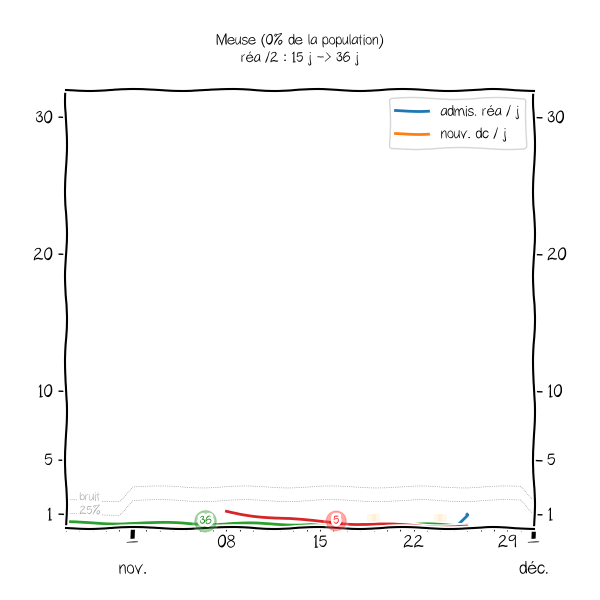 Meuse (0% de la population)
réa /2 : 15 j -> 36 j
admis. réa / j
nouv. dc / j
30
30
20
20
10
10
5
5
bruit
25%
1
1
36
5
08
15
22
29
nov.
déc.